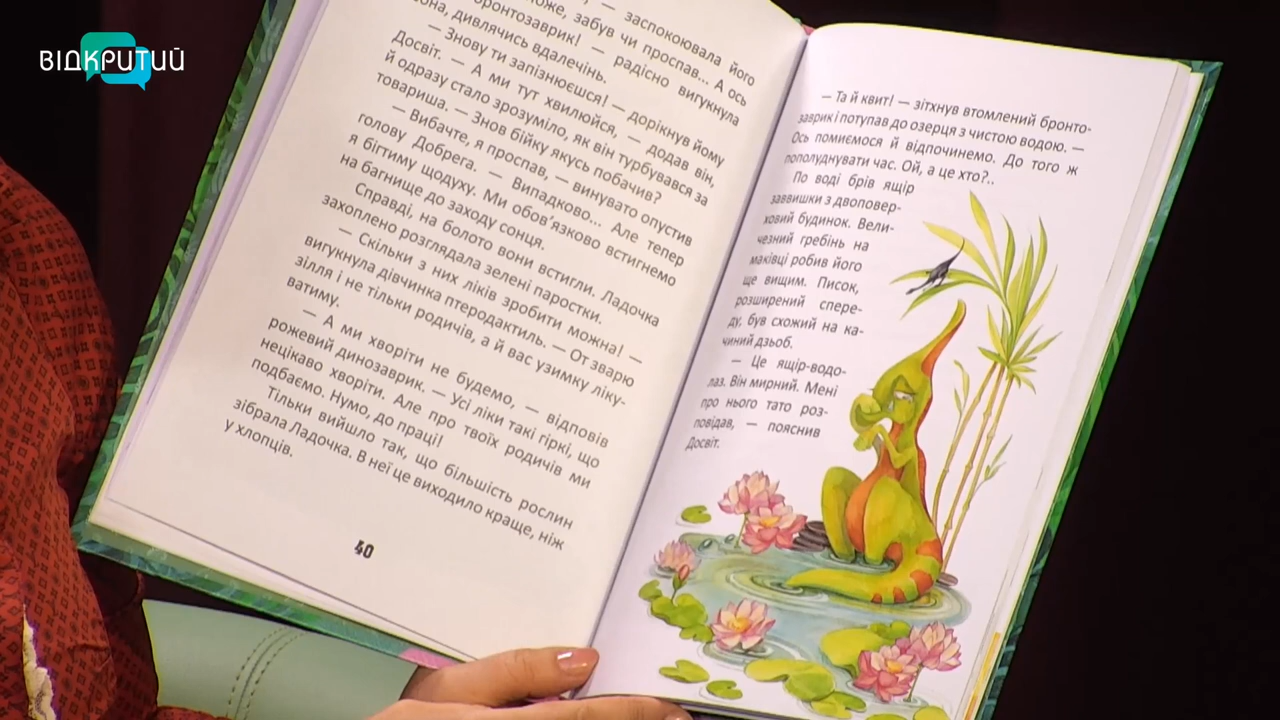 ВІДКРИТИЙ
— заспокоювала його
бронтозаврик! — радісно вигукнула
вона, дивлячись вдалечінь.
оже, забув чи проспав... А ось
— Знову ти запізнюєшся! — дорікнув йому
Досвіт. — А ми тут хвилюйся, — додав він,
й одразу стало зрозуміло, як він турбувався за
товариша. — Знов бійку якусь побачив?
— Вибачте, я проспав, — винувато опустив
голову Добрега. — Випадково... Але тепер
я бігтиму щодуху. Ми обов’язково встигнемо
на багнище до заходу сонця.
Справді, на болото вони встигли. Ладочка
захоплено розглядала зелені паростки.
— Скільки з них ліків зробити можна! —
вигукнула дівчинка птеродактиль. — От зварю
зілля і не тільки родичів, а й вас узимку ліку-
ватиму.
— А ми хворіти не будемо, — відповів
рожевий динозаврик. — Усі ліки такі гіркі, що
нецікаво хворіти. Але про твоїх родичів ми
подбаємо. Нумо, до праці!
Тільки вийшло так, що більшість рослин
зібрала Ладочка. В неї це виходило краще, ніж
у хлопців.
40
— Та й квит! — зітхнув втомлений бронто-
заврик і потупав до озерця з чистою водою. —
Ось помиємося й відпочинемо. До того ж
пополуднувати час. Ой, а це хто?..
По воді брів ящір
заввишки з двоповер-
ховий будинок. Вели-
чезний гребінь на
маківці робив його
ще вищим. Писок,
розширений спере-
ду, був схожий на ка-
чиний дзьоб.
— Це ящір-водо-
лаз. Він мирний. Мені
про нього тато роз-
повідав, — пояснив
Досвіт.